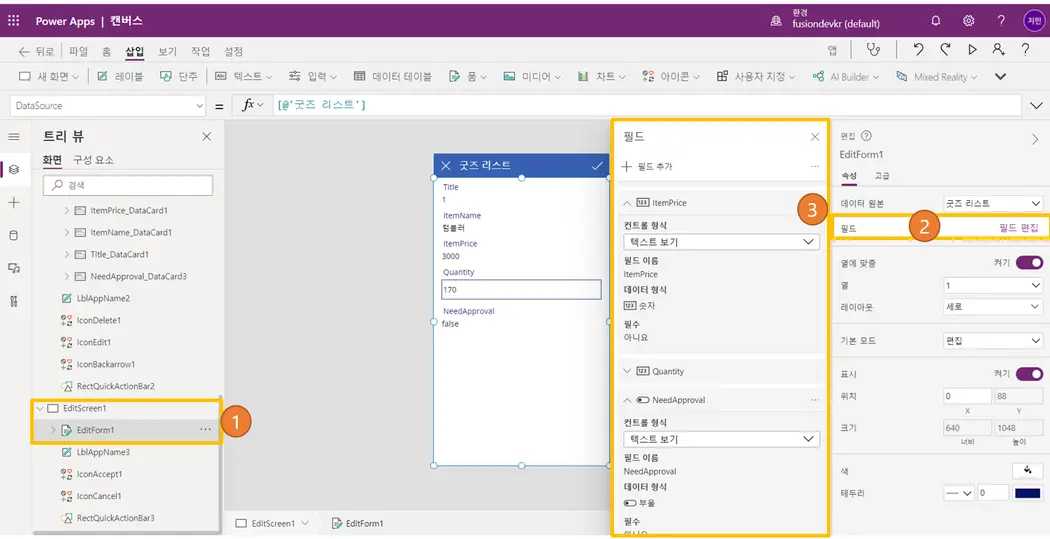 Power Apps | 캔버스
환경
fusiondevkr (default)
지민
뒤로 파일 홈 삽입 보기 작업 설정
앱
새 화면 레이블 단추 텍스트 입력 데이터 테이블 폼 미디어 차트 아이콘 사용자 지정 AI Builder Mixed Reality
DataSource = fx [@'굿즈 리스트']
트리 뷰
화면 구성 요소
검색
ItemPrice_DataCard1
ItemName_DataCard1
Title_DataCard1
NeedApproval_DataCard3
LblAppName2
IconDelete1
IconEdit1
IconBackarrow1
RectQuickActionBar2
EditScreen1
EditForm1 ...
1
LblAppName3
IconAccept1
IconCancel1
RectQuickActionBar3
굿즈 리스트
Title
1
ItemName
텀블러
ItemPrice
3000
Quantity
170
NeedApproval
false
EditScreen1 EditForm1
필드
필드 추가 ...
123 ItemPrice
3
컨트롤 형식
텍스트 보기
필드 이름
ItemPrice
데이터 형식
123 숫자
필수
아니요
123 Quantity
NeedApproval ...
컨트롤 형식
텍스트 보기
필드 이름
NeedApproval
데이터 형식
부울
필수
아니요
편집 ?
EditForm1
속성 고급
데이터 원본 굿즈 리스트
필드 2 필드 편집
열에 맞춤 켜기
열 1
레이아웃 세로
기본 모드 편집
표시 켜기
위치 0 88
X Y
크기 640 1048
너비 높이
색
테두리 0